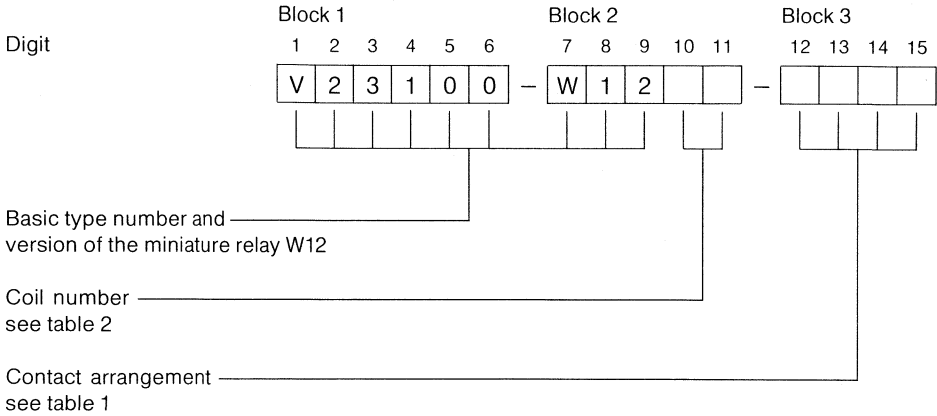 Block 1 Block 2 Block 3
Digit 1 2 3 4 5 6 7 8 9 10 11 12 13 14 15
V 2 3 1 0 0 – W 1 2 –
Basic type number and
version of the miniature relay W12
Coil number
see table 2
Contact arrangement
see table 1